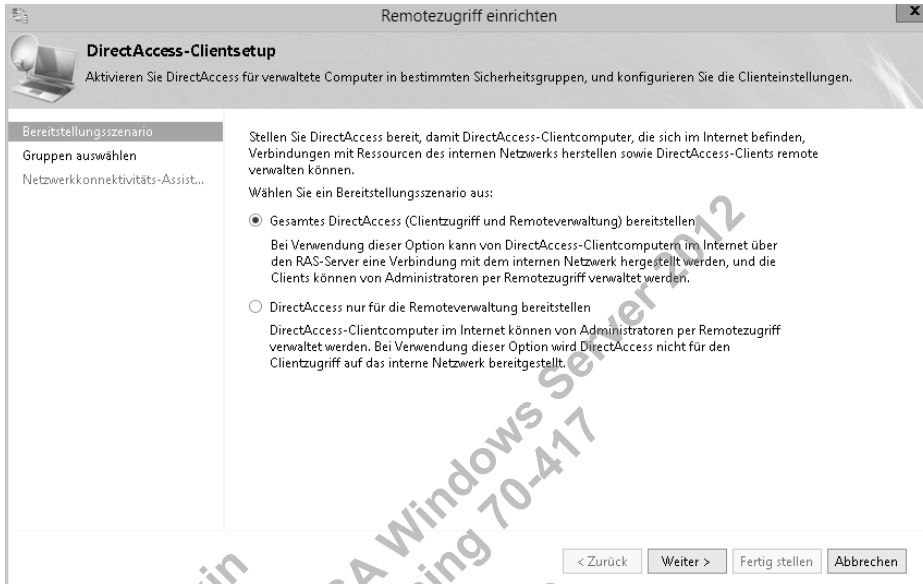 Remotezugriff einrichten
x
DirectAccess-Clientsetup
Aktivieren Sie DirectAccess für verwaltete Computer in bestimmten Sicherheitsgruppen, und konfigurieren Sie die Clienteinstellungen.
Bereitstellungsszenario
Gruppen auswählen
Netzwerkkonnektivitäts-Assist...
Stellen Sie DirectAccess bereit, damit DirectAccess-Clientcomputer, die sich im Internet befinden,
Verbindungen mit Ressourcen des internen Netzwerks herstellen sowie DirectAccess-Clients remote
verwalten können.
Wählen Sie ein Bereitstellungsszenario aus:
Gesamtes DirectAccess (Clientzugriff und Remoteverwaltung) bereitstellen
Bei Verwendung dieser Option kann von DirectAccess-Clientcomputern im Internet über
den RAS-Server eine Verbindung mit dem internen Netzwerk hergestellt werden, und die
Clients können von Administratoren per Remotezugriff verwaltet werden.
DirectAccess nur für die Remoteverwaltung bereitstellen
DirectAccess-Clientcomputer im Internet können von Administratoren per Remotezugriff
verwaltet werden. Bei Verwendung dieser Option wird DirectAccess nicht für den
Clientzugriff auf das interne Netzwerk bereitgestellt.
< Zurück
Weiter >
Fertig stellen
Abbrechen
Windows Server 2012
70-417